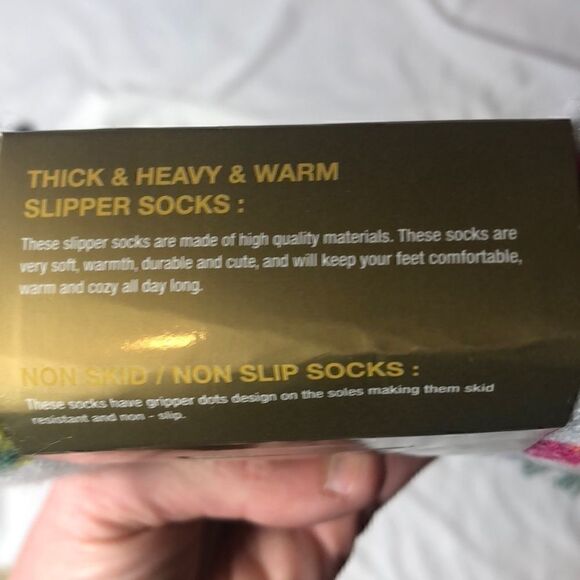 THICK & HEAVY & WARM
SLIPPER SOCKS :
These slipper socks are made of high quality materials. These socks are
very soft, warmth, durable and cute, and will keep your feet comfortable,
warm and cozy all day long.
NON SKID / NON SLIP SOCKS :
These socks have gripper dots design on the soles making them skid
resistant and non - slip.